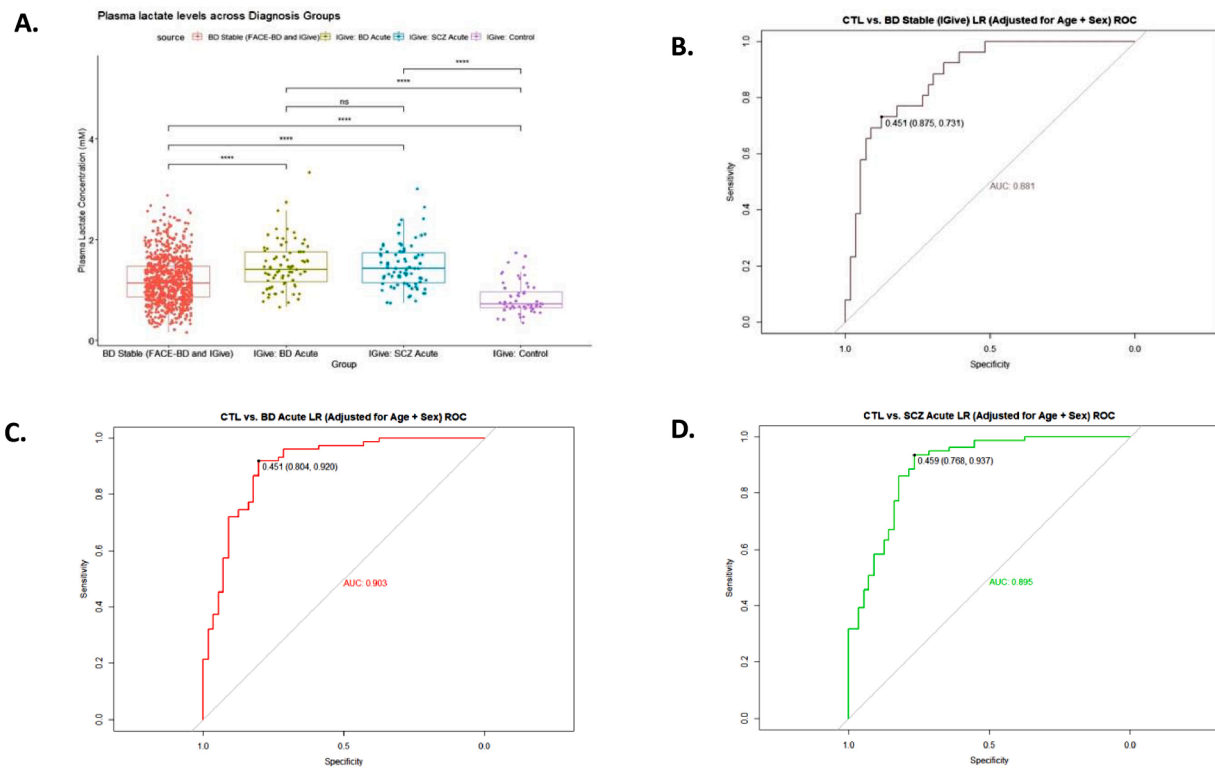 A.
Plasma lactate levels across Diagnosis Groups
source BD Stable (FACE-BD and IGive) IGive: BD Acute IGive: SCZ Acute IGive: Control
****
****
ns
****
****
****
Plasma Lactate Concentration (mM)
4
2
0
BD Stable (FACE-BD and IGive) IGive: BD Acute IGive: SCZ Acute IGive: Control
Group
B.
CTL vs. BD Stable (IGive) LR (Adjusted for Age + Sex) ROC
Sensitivity
1.0
0.8
0.6
0.4
0.2
0.0
0.451 (0.875, 0.731)
AUC: 0.881
1.0 0.5 0.0
Specificity
C.
CTL vs. BD Acute LR (Adjusted for Age + Sex) ROC
Sensitivity
1.0
0.8
0.6
0.4
0.2
0.0
0.451 (0.804, 0.920)
AUC: 0.903
1.0 0.5 0.0
Specificity
D.
CTL vs. SCZ Acute LR (Adjusted for Age + Sex) ROC
Sensitivity
1.0
0.8
0.6
0.4
0.2
0.0
0.459 (0.768, 0.937)
AUC: 0.895
1.0 0.5 0.0
Specificity